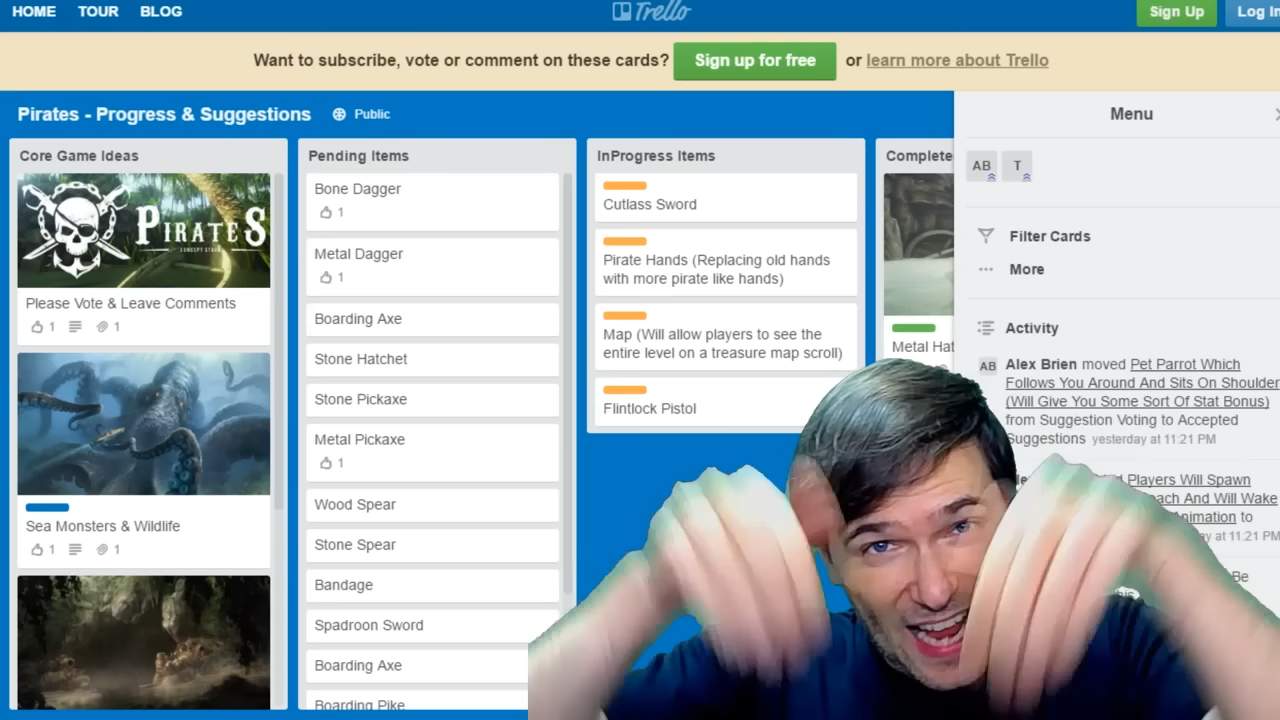 HOME TOUR BLOG
Trello
Sign Up
Log In
Want to subscribe, vote or comment on these cards? Sign up for free or learn more about Trello
Pirates - Progress & Suggestions Public
Core Game Ideas
PIRATES
Please Vote & Leave Comments
1 1
Sea Monsters & Wildlife
1 1
Pending Items
Bone Dagger
1
Metal Dagger
1
Boarding Axe
Stone Hatchet
Stone Pickaxe
Metal Pickaxe
1
Wood Spear
Stone Spear
Bandage
Spadroon Sword
Boarding Axe
Boarding Pike
InProgress Items
Cutlass Sword
Pirate Hands (Replacing old hands
with more pirate like hands)
Map (Will allow players to see the
entire level on a treasure map scroll)
Flintlock Pistol
Complete
Metal Hat
Menu
AB T
Filter Cards
More
Activity
AB Alex Brien moved Pet Parrot Which
Follows You Around And Sits On Shoulder
(Will Give You Some Sort Of Stat Bonus)
from Suggestion Voting to Accepted
Suggestions yesterday at 11:21 PM
Players Will Spawn
And Will Wake
Animation to
at 11:21 PM
Be